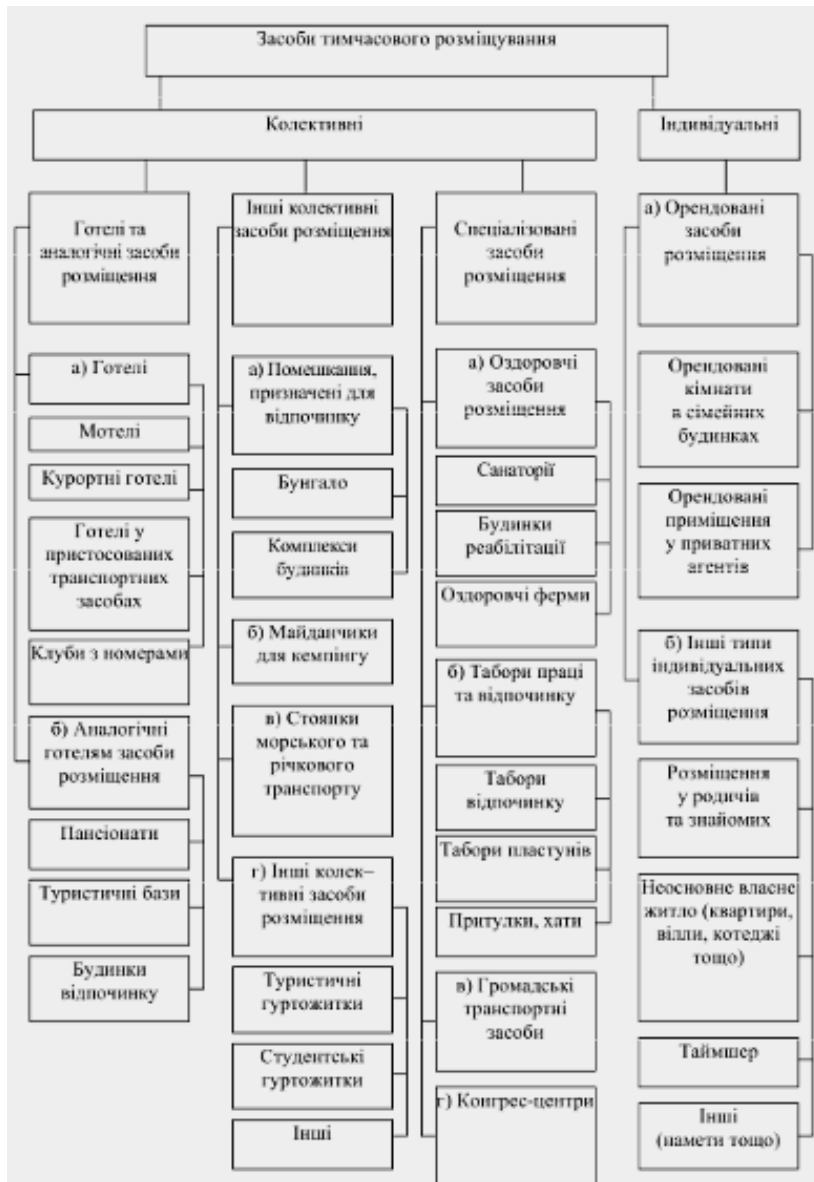 Засоби тимчасового розміщування
Колективні
Індивідуальні
Готелі та
аналогічні засоби
розміщення
а) Готелі
Мотелі
Курортні готелі
Готелі у
пристосованих
транспортних
засобах
Клуби з номерами
б) Аналогічні
готелям засоби
розміщення
Пансіонати
Туристичні бази
Будинки
відпочинку
Інші колективні
засоби розміщення
а) Помешкання,
призначені для
відпочинку
Бунгало
Комплекси
будинків
б) Майданчики
для кемпінгу
в) Стоянки
морського та
річкового
транспорту
г) Інші колек–
тивні засоби
розміщення
Туристичні
гуртожитки
Студентські
гуртожитки
Інші
Спеціалізовані
засоби
розміщення
а) Оздоровчі
засоби
розміщення
Санаторії
Будинки
реабілітації
Оздоровчі ферми
б) Табори праці
та відпочинку
Табори
відпочинку
Табори пластунів
Притулки, хати
в) Громадські
транспортні
засоби
г) Конгрес-центри
а) Орендовані
засоби
розміщення
Орендовані
кімнати
в сімейних
будинках
Орендовані
приміщення
у приватних
агентів
б) Інші типи
індивідуальних
засобів
розміщення
Розміщення
у родичів
та знайомих
Неосновне власне
житло (квартири,
вілли, котеджі
тощо)
Таймшер
Інші
(намети тощо)